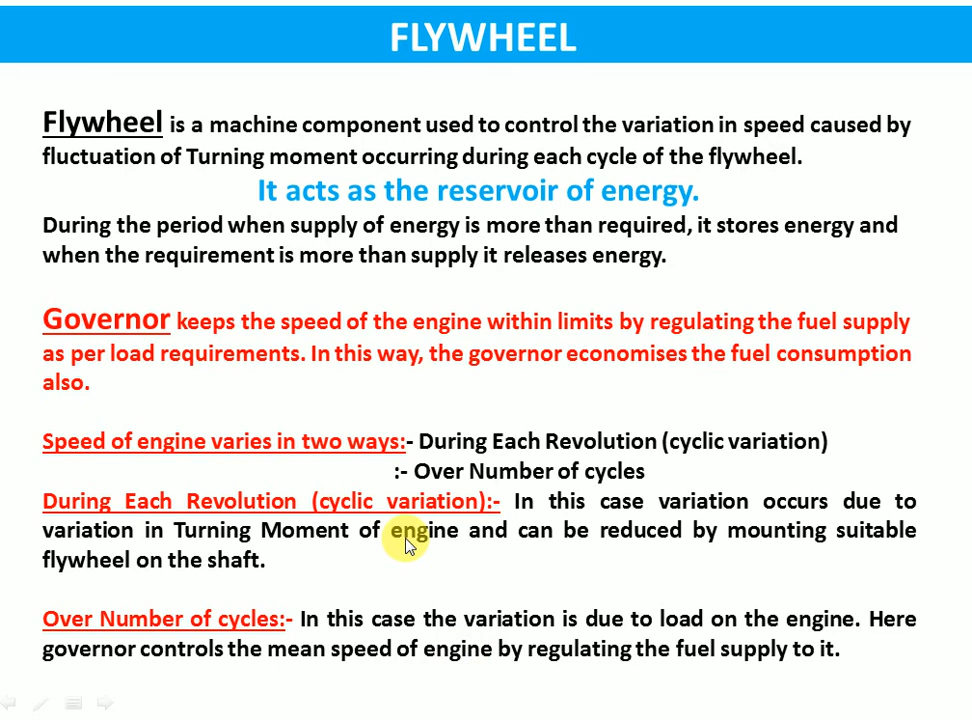 FLYWHEEL
Flywheel is a machine component used to control the variation in speed caused by
fluctuation of Turning moment occurring during each cycle of the flywheel.
It acts as the reservoir of energy.
During the period when supply of energy is more than required, it stores energy and
when the requirement is more than supply it releases energy.
Governor keeps the speed of the engine within limits by regulating the fuel supply
as per load requirements. In this way, the governor economises the fuel consumption
also.
Speed of engine varies in two ways:- During Each Revolution (cyclic variation)
:- Over Number of cycles
During Each Revolution (cyclic variation):- In this case variation occurs due to
variation in Turning Moment of engine and can be reduced by mounting suitable
flywheel on the shaft.
Over Number of cycles:- In this case the variation is due to load on the engine. Here
governor controls the mean speed of engine by regulating the fuel supply to it.